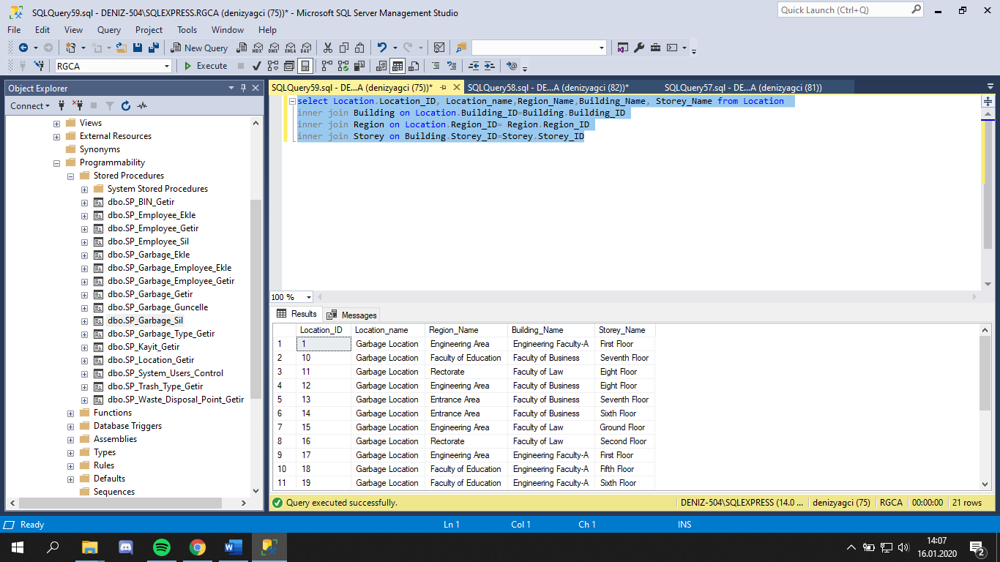 SQLQuery59.sql - DENIZ-504\SQLEXPRESS.RGCA (denizyagci (75))* - Microsoft SQL Server Management Studio
Quick Launch (Ctrl+Q)
File Edit View Query Project Tools Window Help
New Query MDX DMX XMLA DAX
RGCA Execute
Object Explorer
Connect
Views
External Resources
Synonyms
Programmability
Stored Procedures
System Stored Procedures
dbo.SP_BIN_Getir
dbo.SP_Employee_Ekle
dbo.SP_Employee_Getir
dbo.SP_Employee_Sil
dbo.SP_Garbage_Ekle
dbo.SP_Garbage_Employee_Ekle
dbo.SP_Garbage_Employee_Getir
dbo.SP_Garbage_Getir
dbo.SP_Garbage_Guncelle
dbo.SP_Garbage_Sil
dbo.SP_Garbage_Type_Getir
dbo.SP_Kayit_Getir
dbo.SP_Location_Getir
dbo.SP_System_Users_Control
dbo.SP_Trash_Type_Getir
dbo.SP_Waste_Disposal_Point_Getir
Functions
Database Triggers
Assemblies
Types
Rules
Defaults
Sequences
SQLQuery59.sql - DE...A (denizyagci (75))* SQLQuery58.sql - DE...A (denizyagci (82))* SQLQuery57.sql - DE...A (denizyagci (81))
select Location.Location_ID, Location_name,Region_Name,Building_Name, Storey_Name from Location
inner join Building on Location.Building_ID=Building.Building_ID
inner join Region on Location.Region_ID= Region.Region_ID
inner join Storey on Building.Storey_ID=Storey.Storey_ID
100 %
Results Messages
Location_ID Location_name Region_Name Building_Name Storey_Name
1 1 Garbage Location Engineering Area Engineering Faculty-A First Floor
2 10 Garbage Location Faculty of Education Faculty of Business Seventh Floor
3 11 Garbage Location Rectorate Faculty of Law Eight Floor
4 12 Garbage Location Engineering Area Faculty of Business Eight Floor
5 13 Garbage Location Entrance Area Faculty of Business Seventh Floor
6 14 Garbage Location Entrance Area Faculty of Business Sixth Floor
7 15 Garbage Location Engineering Area Faculty of Law Ground Floor
8 16 Garbage Location Rectorate Faculty of Law Second Floor
9 17 Garbage Location Engineering Area Engineering Faculty-A First Floor
10 18 Garbage Location Faculty of Education Engineering Faculty-A Fifth Floor
11 19 Garbage Location Faculty of Education Engineering Faculty-A Sixth Floor
Query executed successfully. DENIZ-504\SQLEXPRESS (14.0 ... denizyagci (75) RGCA 00:00:00 21 rows
Ready Ln 1 Col 1 Ch 1 INS
14:07
16.01.2020
2